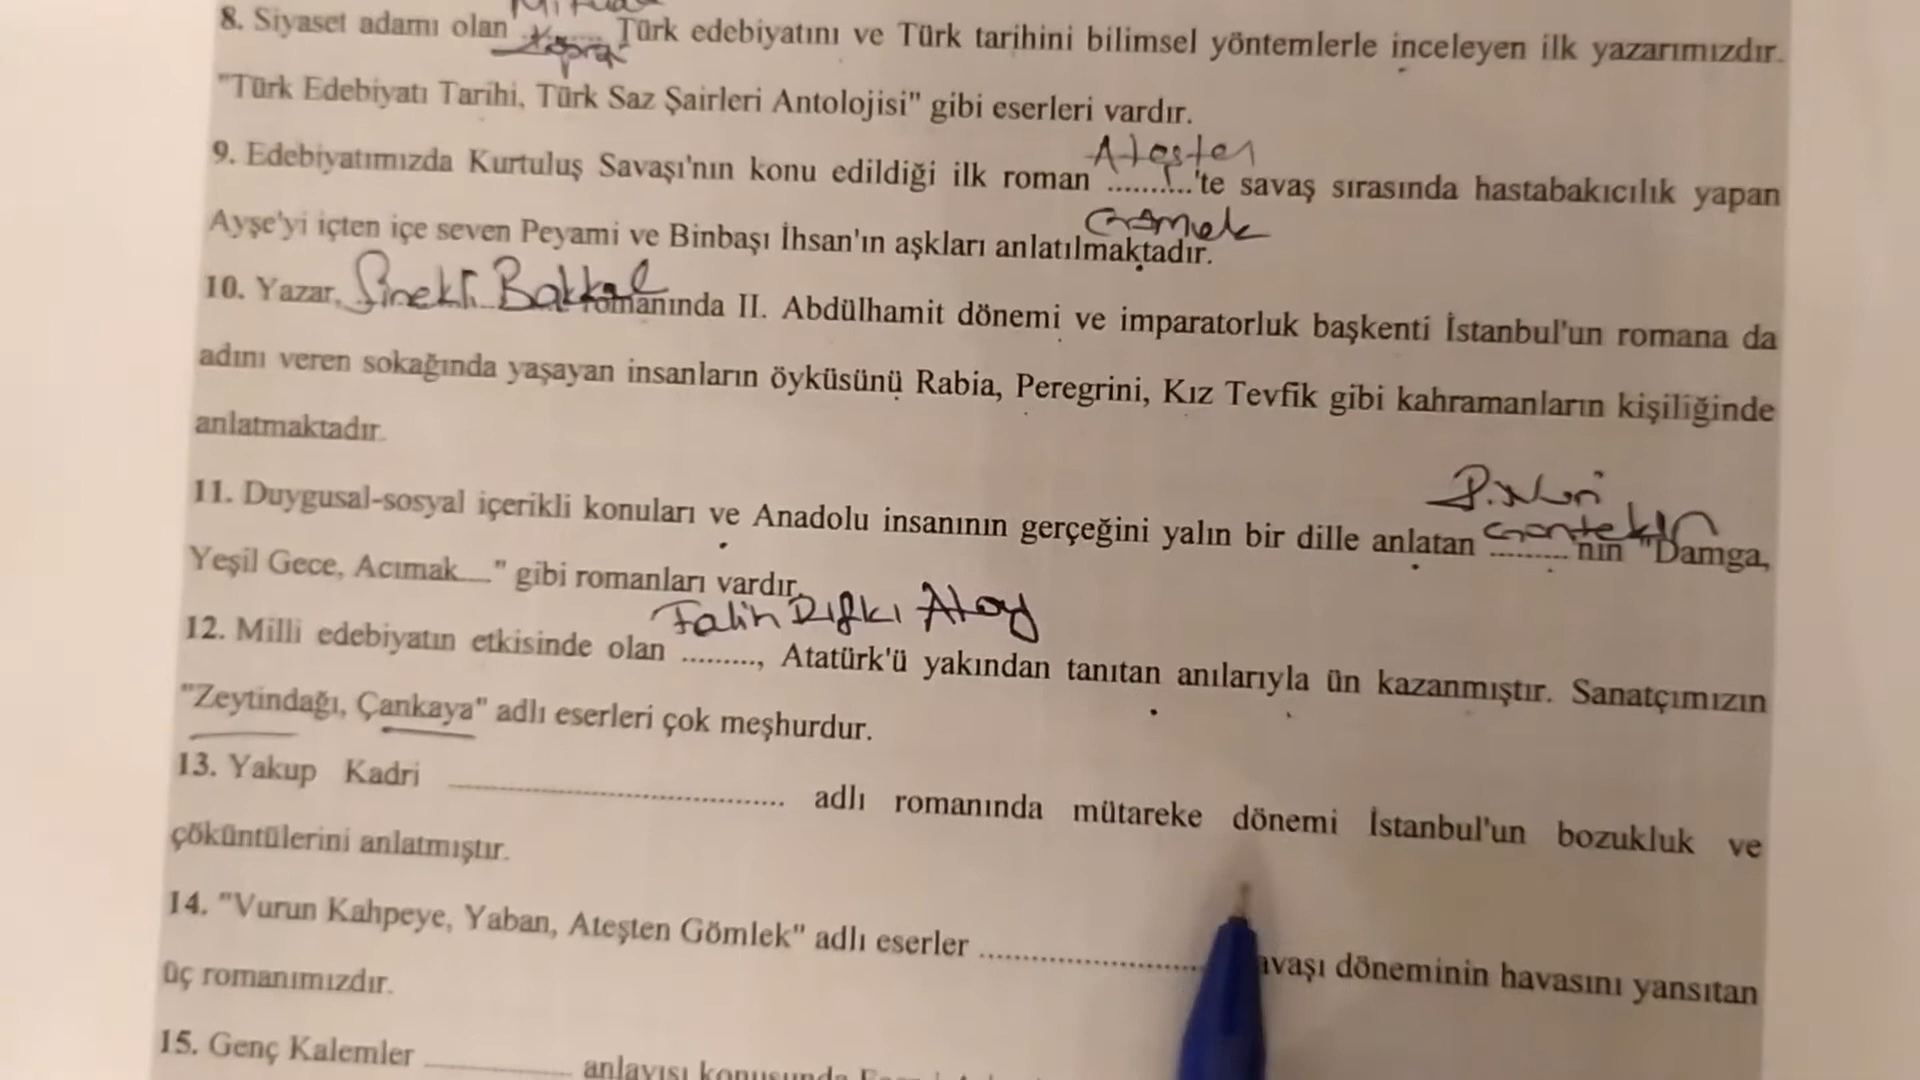 8. Siyaset adamı olan ........ Türk edebiyatını ve Türk tarihini bilimsel yöntemlerle inceleyen ilk yazarımızdır.
"Türk Edebiyatı Tarihi, Türk Saz Şairleri Antolojisi" gibi eserleri vardır.
Ateşten
9. Edebiyatımızda Kurtuluş Savaşı'nın konu edildiği ilk roman ..........'te savaş sırasında hastabakıcılık yapan
Gömlek
Ayşe'yi içten içe seven Peyami ve Binbaşı İhsan'ın aşkları anlatılmaktadır.
10. Yazar, Sinekli Bakkal romanında II. Abdülhamit dönemi ve imparatorluk başkenti İstanbul'un romana da
adını veren sokağında yaşayan insanların öyküsünü Rabia, Peregrini, Kız Tevfik gibi kahramanların kişiliğinde
anlatmaktadır.
Güntekin
11. Duygusal-sosyal içerikli konuları ve Anadolu insanının gerçeğini yalın bir dille anlatan .........'nin "Damga,
Yeşil Gece, Acımak...." gibi romanları vardır.
Falih Rıfkı Atay
12. Milli edebiyatın etkisinde olan ........., Atatürk'ü yakından tanıtan anılarıyla ün kazanmıştır. Sanatçımızın
"Zeytindağı, Çankaya" adlı eserleri çok meşhurdur.
13. Yakup Kadri ........................................ adlı romanında mütareke dönemi İstanbul'un bozukluk ve
çöküntülerini anlatmıştır.
14. "Vurun Kahpeye, Yaban, Ateşten Gömlek" adlı eserler ........................... avaşı döneminin havasını yansıtan
üç romanımızdır.
15. Genç Kalemler .................. anlayışı konusunda